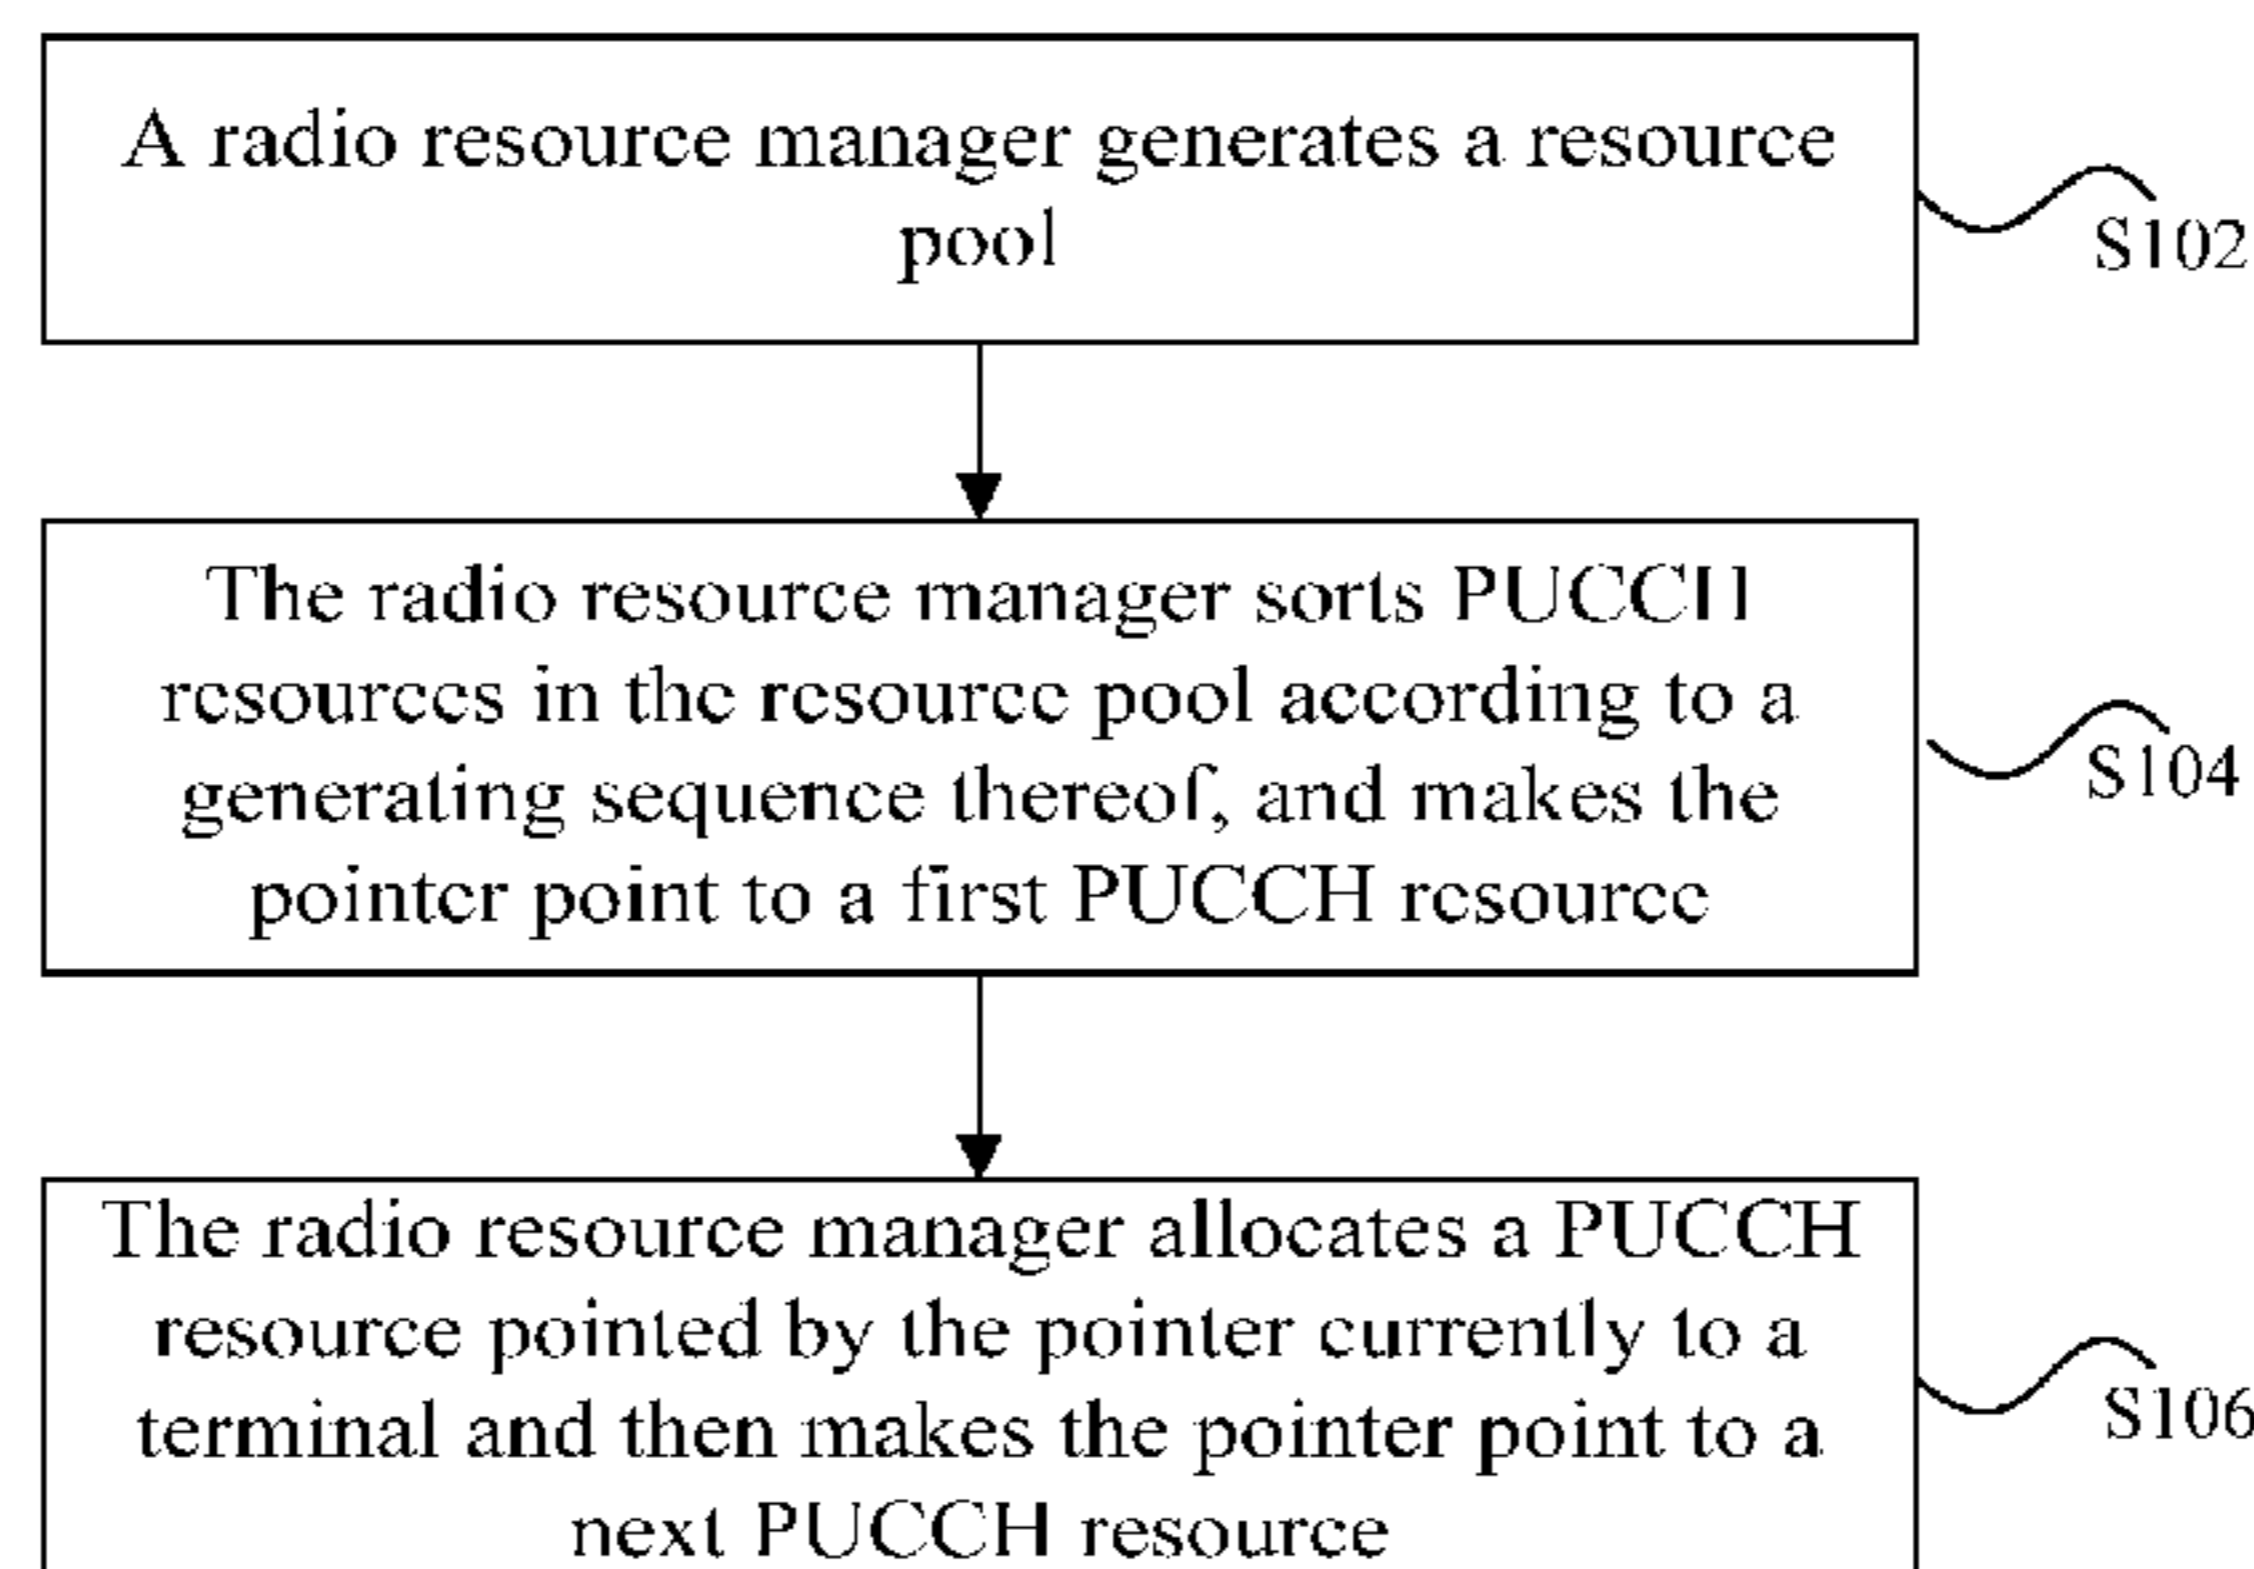 A radio resource manager generates a resource
pool
S102
The radio resource manager sorts PUCCH
resources in the resource pool according to a
generating sequence thereof, and makes the
pointer point to a first PUCCH resource
S104
The radio resource manager allocates a PUCCH
resource pointed by the pointer currently to a
terminal and then makes the pointer point to a
next PUCCH resource
S106